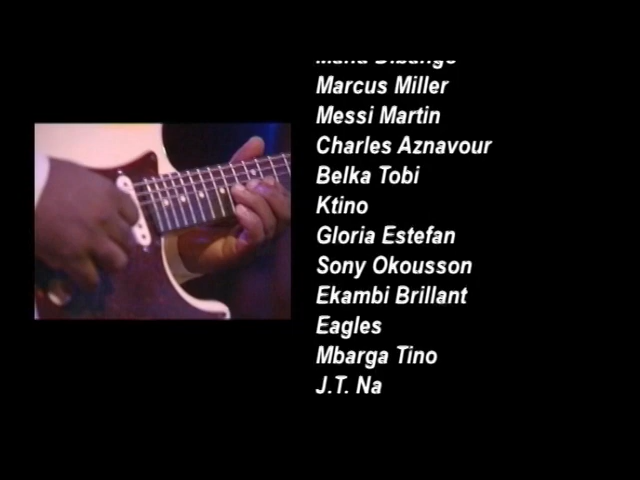 Marcus Miller
Messi Martin
Charles Aznavour
Belka Tobi
Ktino
Gloria Estefan
Sony Okousson
Ekambi Brillant
Eagles
Mbarga Tino
J.T. Na